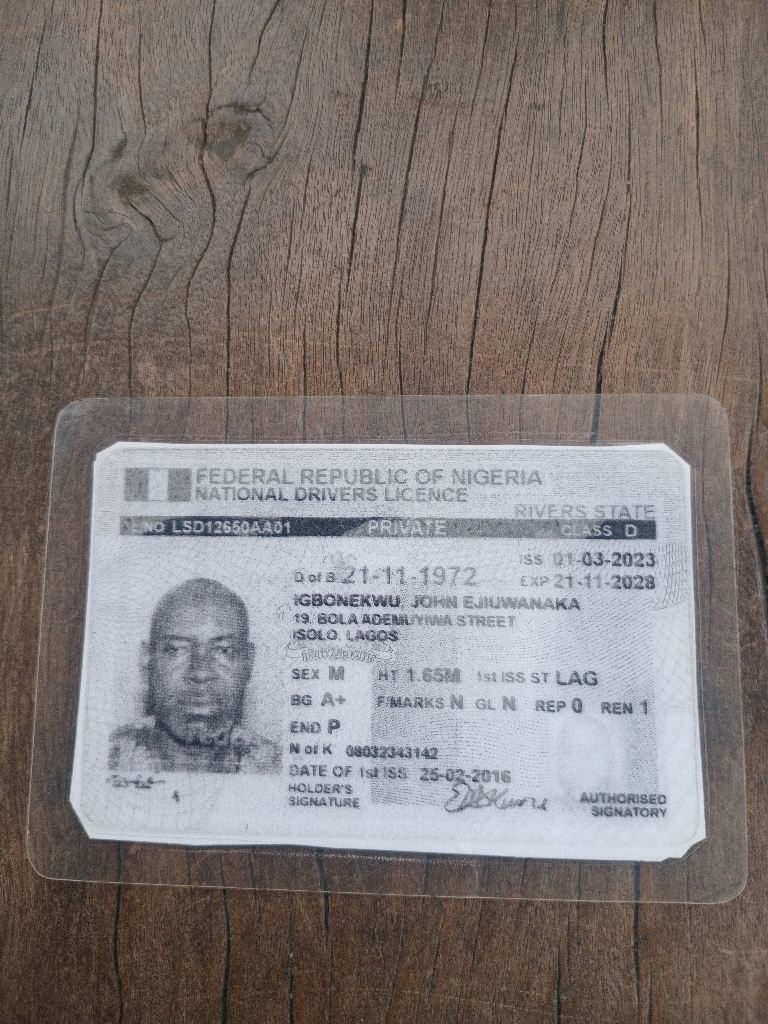 FEDERAL REPUBLIC OF NIGERIA
NATIONAL DRIVERS LICENCE
RIVERS STATE
L/NO LSD12650AA01 PRIVATE CLASS D
ISS 01-03-2023
D of B 21-11-1972 EXP 21-11-2028
IGBONEKWU, JOHN EJIUWANAKA
19, BOLA ADEMUYIWA STREET
ISOLO, LAGOS
SEX M HT 1.65M 1st ISS ST LAG
BG A+ F/MARKS N GL N REP 0 REN 1
END P
N of K 08032343142
DATE OF 1st ISS 25-02-2016
HOLDER'S
SIGNATURE
AUTHORISED
SIGNATORY